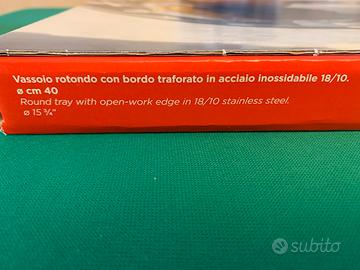 Vassoio rotondo con bordo traforato in acciaio inossidabile 18/10.
ø cm 40
Round tray with open-work edge in 18/10 stainless steel.
ø 15 ¾"
subito